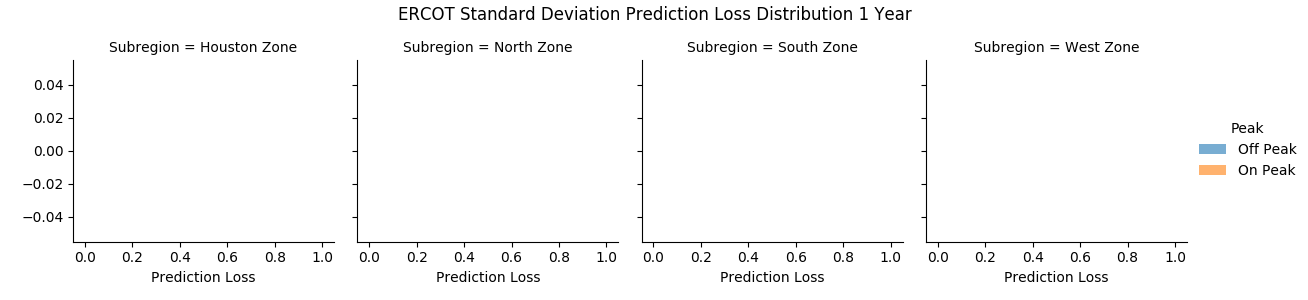 ERCOT Standard Deviation Prediction Loss Distribution 1 Year
Subregion = Houston Zone
Subregion = North Zone
Subregion = South Zone
Subregion = West Zone
0.04
0.02
0.00
−0.02
−0.04
0.0 0.2 0.4 0.6 0.8 1.0
0.0 0.2 0.4 0.6 0.8 1.0
0.0 0.2 0.4 0.6 0.8 1.0
0.0 0.2 0.4 0.6 0.8 1.0
Prediction Loss
Prediction Loss
Prediction Loss
Prediction Loss
Peak
Off Peak
On Peak